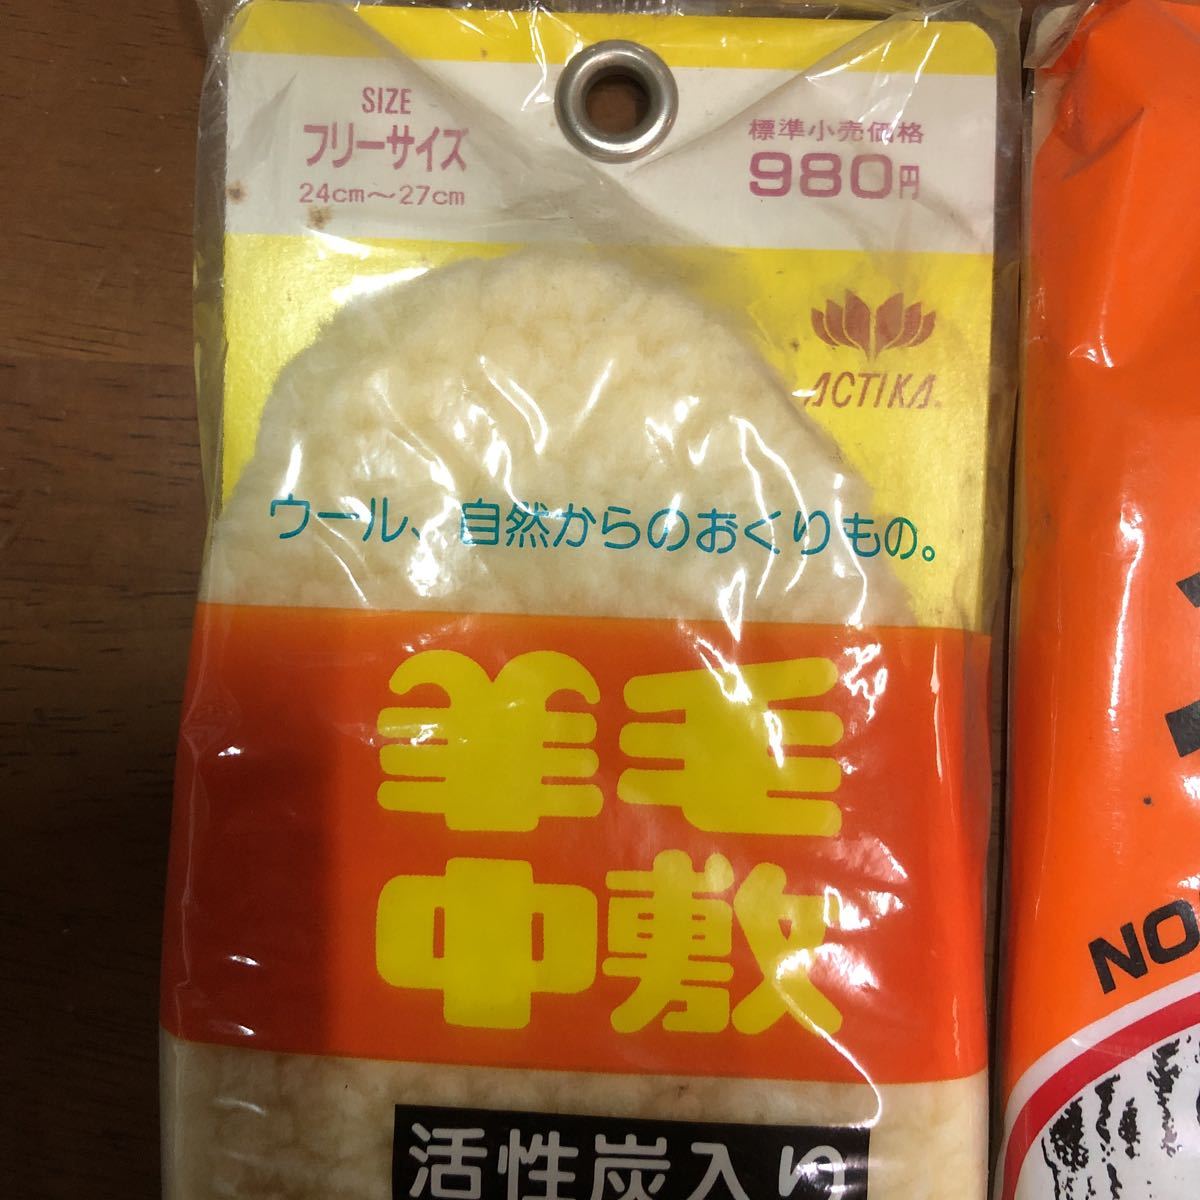 SIZE
フリーサイズ
24cm～27cm
標準小売価格
980円
ACTIKA
ウール、自然からのおくりもの。
羊毛
中敷
活性炭入り
NO